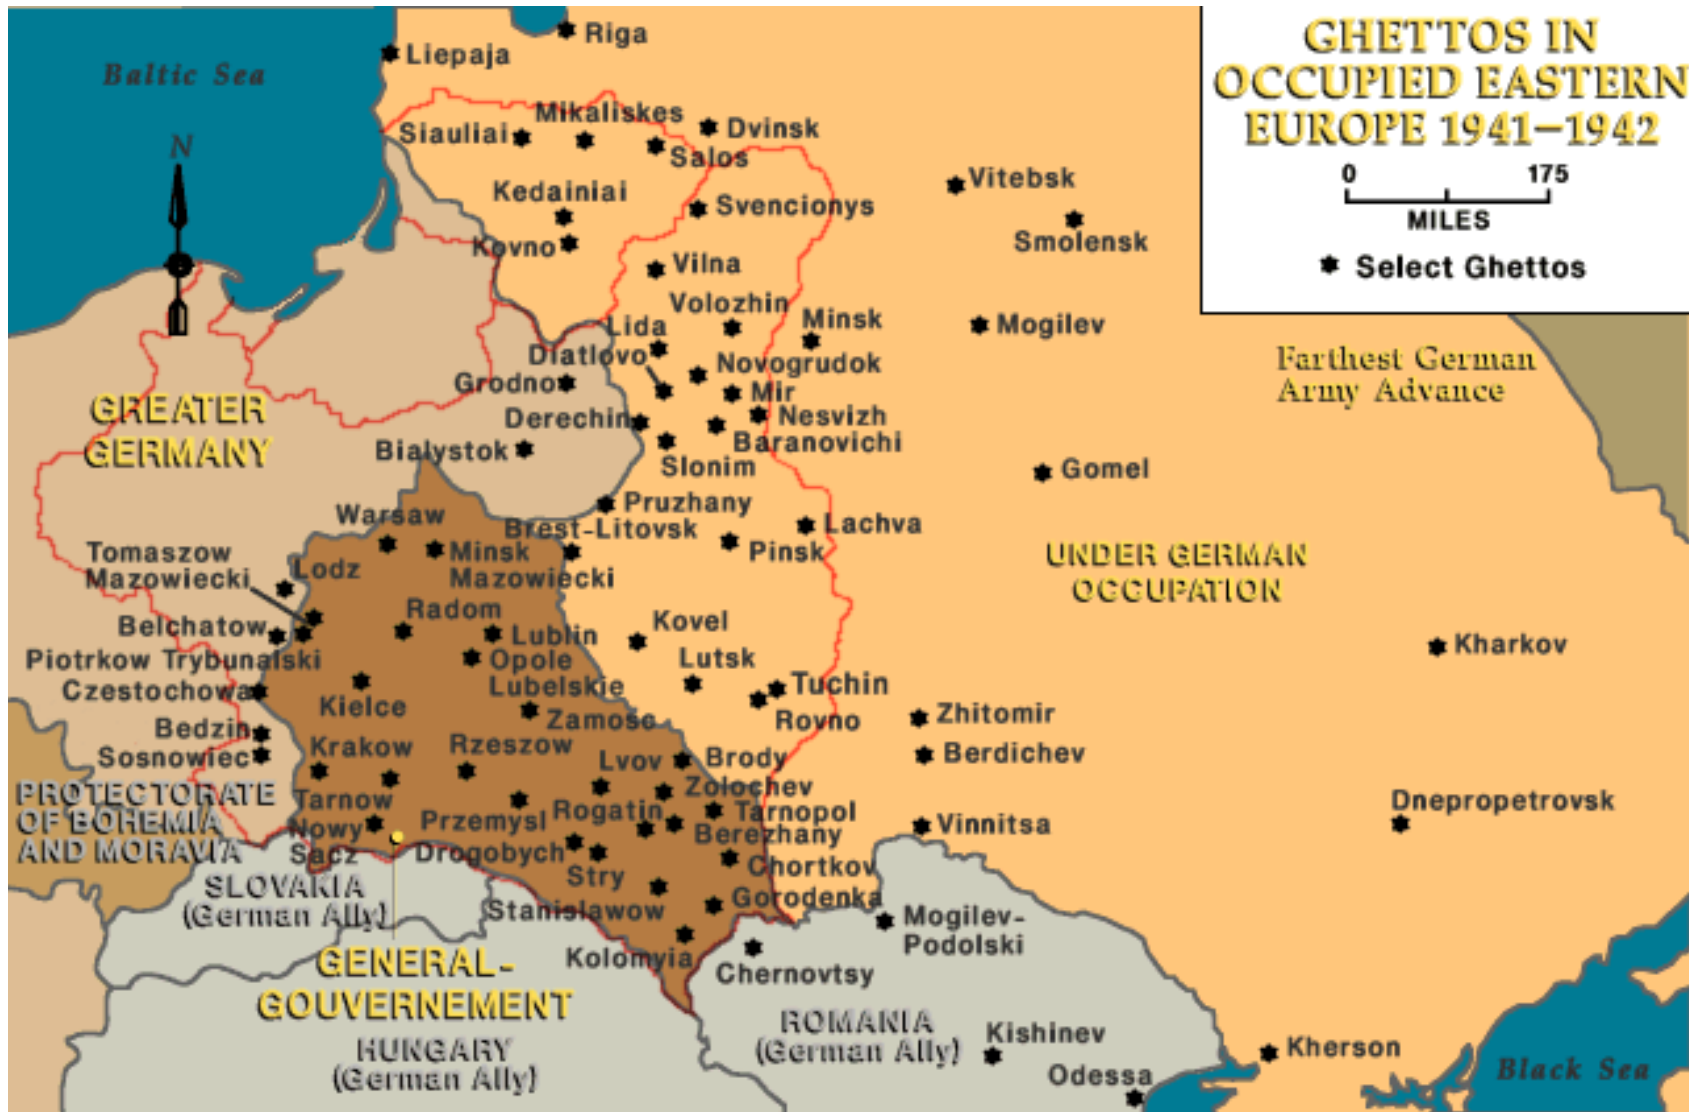 GHETTOS IN
OCCUPIED EASTERN
EUROPE 1941–1942
0 175
MILES
Select Ghettos
Baltic Sea
N
Riga
Liepaja
Mikaliskes
Siauliai
Dvinsk
Salos
Kedainiai
Svencionys
Kovno
Vilna
Vitebsk
Smolensk
Volozhin
Lida
Minsk
Mogilev
Diatlovo
Novogrudok
Grodno
Mir
Derechin
Nesvizh
Baranovichi
Bialystok
Slonim
Farthest German
Army Advance
GREATER
GERMANY
Gomel
Pruzhany
Warsaw
Brest-Litovsk
Lachva
Pinsk
Minsk
Mazowiecki
Tomaszow
Mazowiecki
Lodz
UNDER GERMAN
OCCUPATION
Radom
Belchatow
Lublin
Kovel
Kharkov
Piotrkow Trybunalski
Opole
Lubelskie
Lutsk
Czestochowa
Tuchin
Kielce
Zamosc
Rovno
Zhitomir
Bedzin
Sosnowiec
Krakow
Rzeszow
Lvov
Brody
Berdichev
PROTECTORATE
OF BOHEMIA
AND MORAVIA
Tarnow
Zolochev
Rogatin
Tarnopol
Dnepropetrovsk
Nowy
Sacz
Przemysl
Berezhany
Vinnitsa
Drogobych
Chortkov
Stry
SLOVAKIA
(German Ally)
Gorodenka
Stanislawow
Mogilev-
Podolski
Kolomyia
Chernovtsy
GENERAL-
GOUVERNEMENT
ROMANIA
(German Ally)
HUNGARY
(German Ally)
Kishinev
Kherson
Odessa
Black Sea